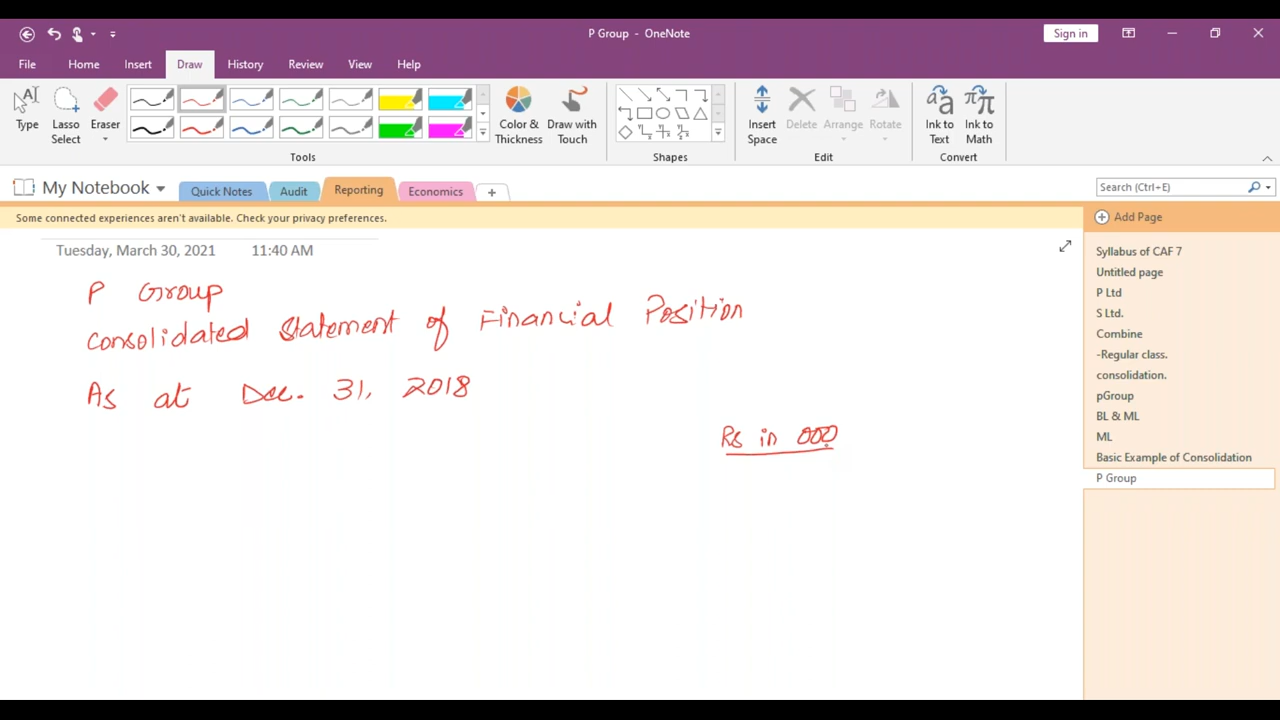 P Group - OneNote
Sign in
File Home Insert Draw History Review View Help
Type
Lasso Select
Eraser
Color & Thickness
Draw with Touch
Insert Space
Delete
Arrange
Rotate
Ink to Text
Ink to Math
Tools
Shapes
Edit
Convert
My Notebook
Quick Notes
Audit
Reporting
Economics
Search (Ctrl+E)
Some connected experiences aren't available. Check your privacy preferences.
Add Page
Tuesday, March 30, 2021 11:40 AM
P Group
Consolidated Statement of Financial Position
As at Dec. 31, 2018
Rs in 000
Syllabus of CAF 7
Untitled page
P Ltd
S Ltd.
Combine
-Regular class.
consolidation.
pGroup
BL & ML
ML
Basic Example of Consolidation
P Group